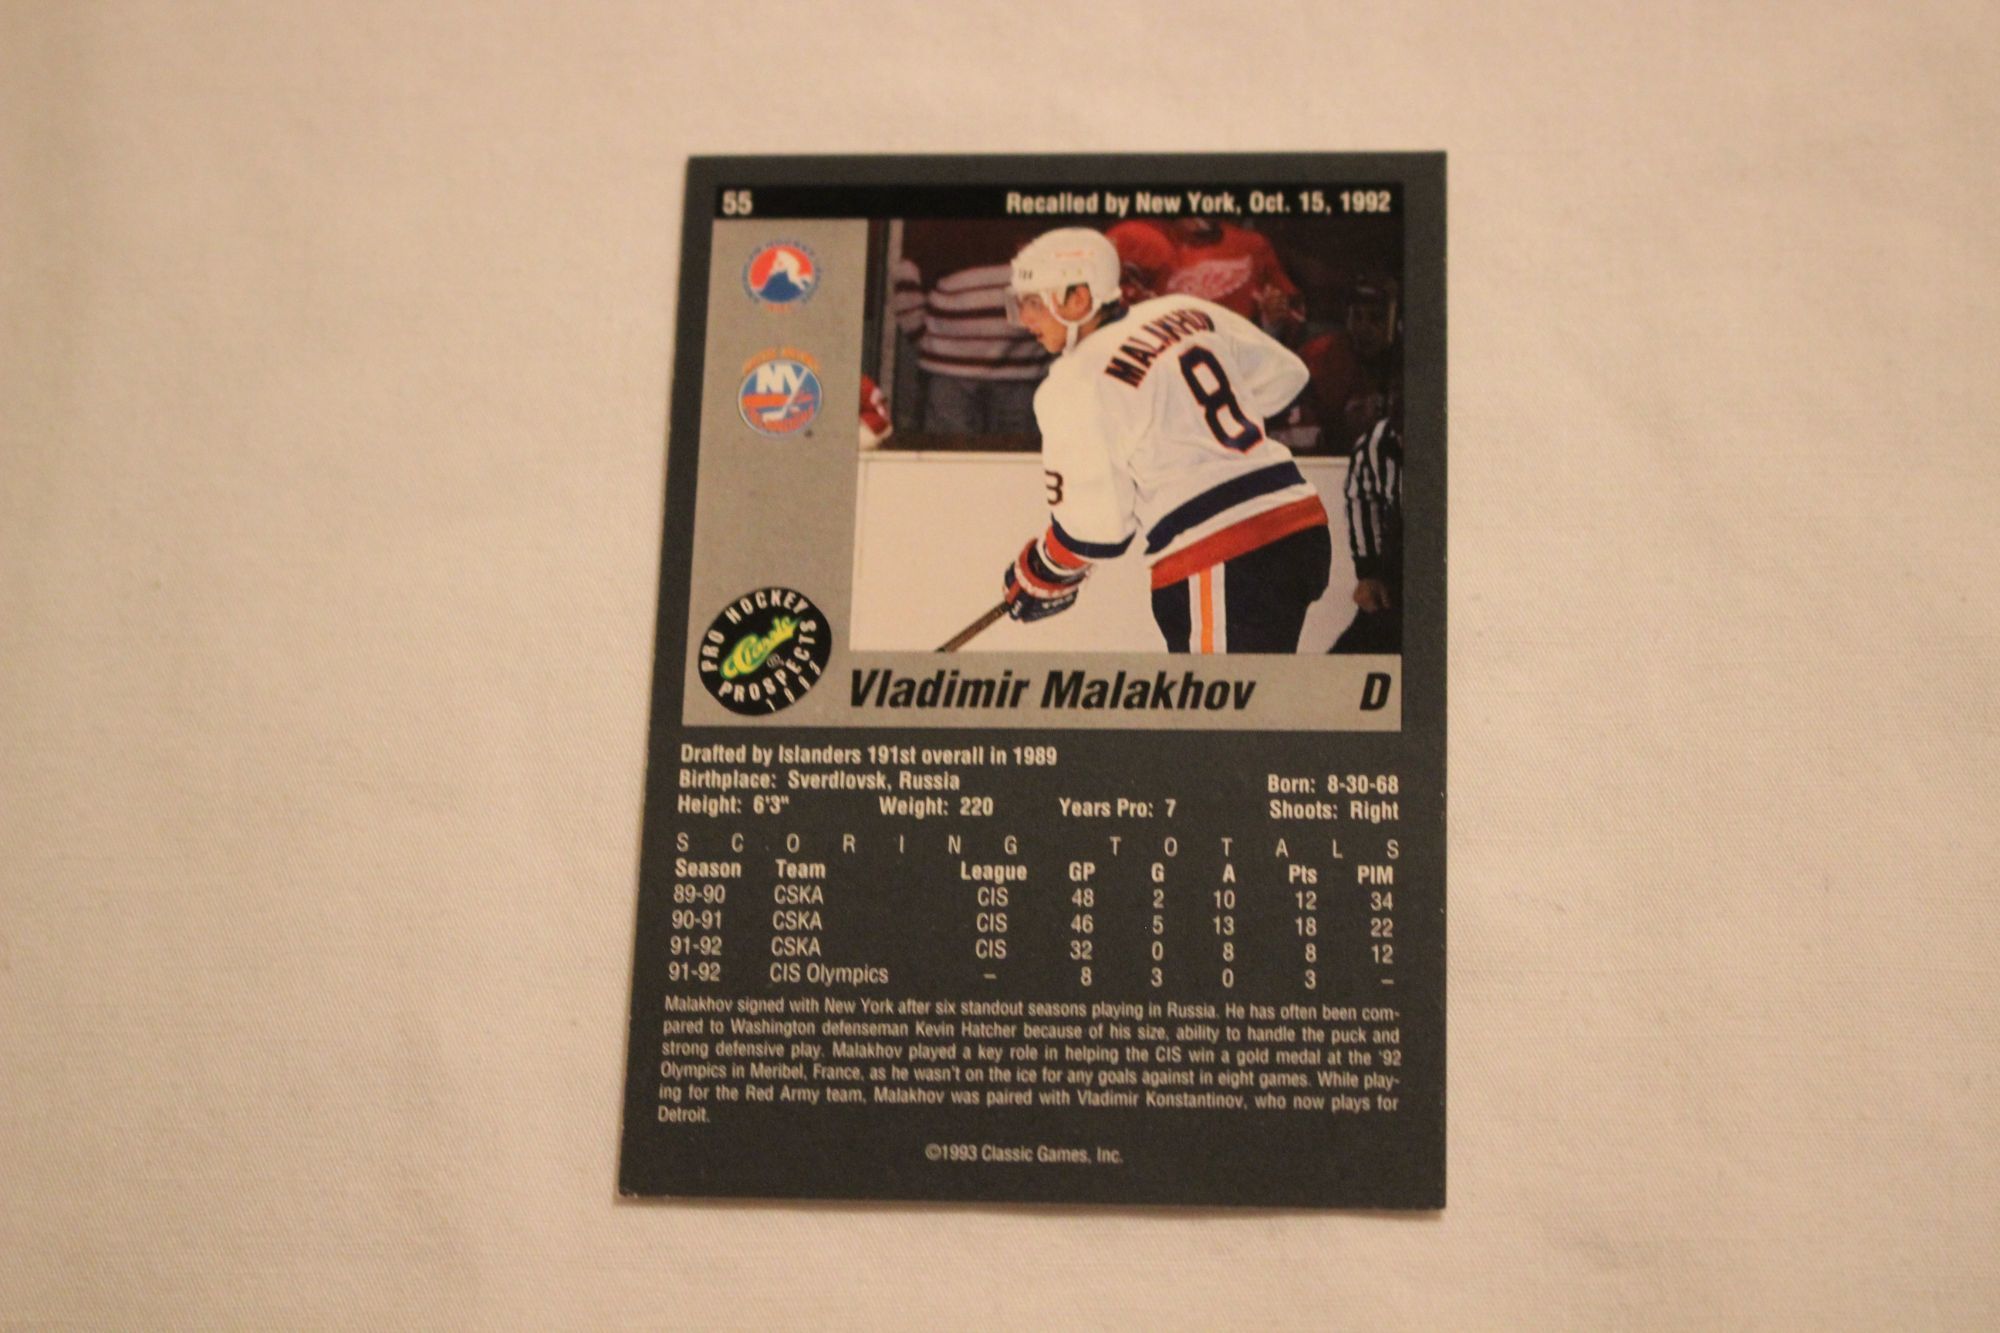 55 Recalled by New York, Oct. 15, 1992
NY
MALAKHOV
8
8
PRO HOCKEY
Classic
PROSPECTS
1993
Vladimir Malakhov D
Drafted by Islanders 191st overall in 1989
Birthplace: Sverdlovsk, Russia Born: 8-30-68
Height: 6'3" Weight: 220 Years Pro: 7 Shoots: Right
SCORING TOTALS
Season Team League GP G A Pts PIM
89-90 CSKA CIS 48 2 10 12 34
90-91 CSKA CIS 46 5 13 18 22
91-92 CSKA CIS 32 0 8 8 12
91-92 CIS Olympics – 8 3 0 3 –
Malakhov signed with New York after six standout seasons playing in Russia. He has often been com-
pared to Washington defenseman Kevin Hatcher because of his size, ability to handle the puck and
strong defensive play. Malakhov played a key role in helping the CIS win a gold medal at the '92
Olympics in Meribel, France, as he wasn't on the ice for any goals against in eight games. While play-
ing for the Red Army team, Malakhov was paired with Vladimir Konstantinov, who now plays for
Detroit.
©1993 Classic Games, Inc.